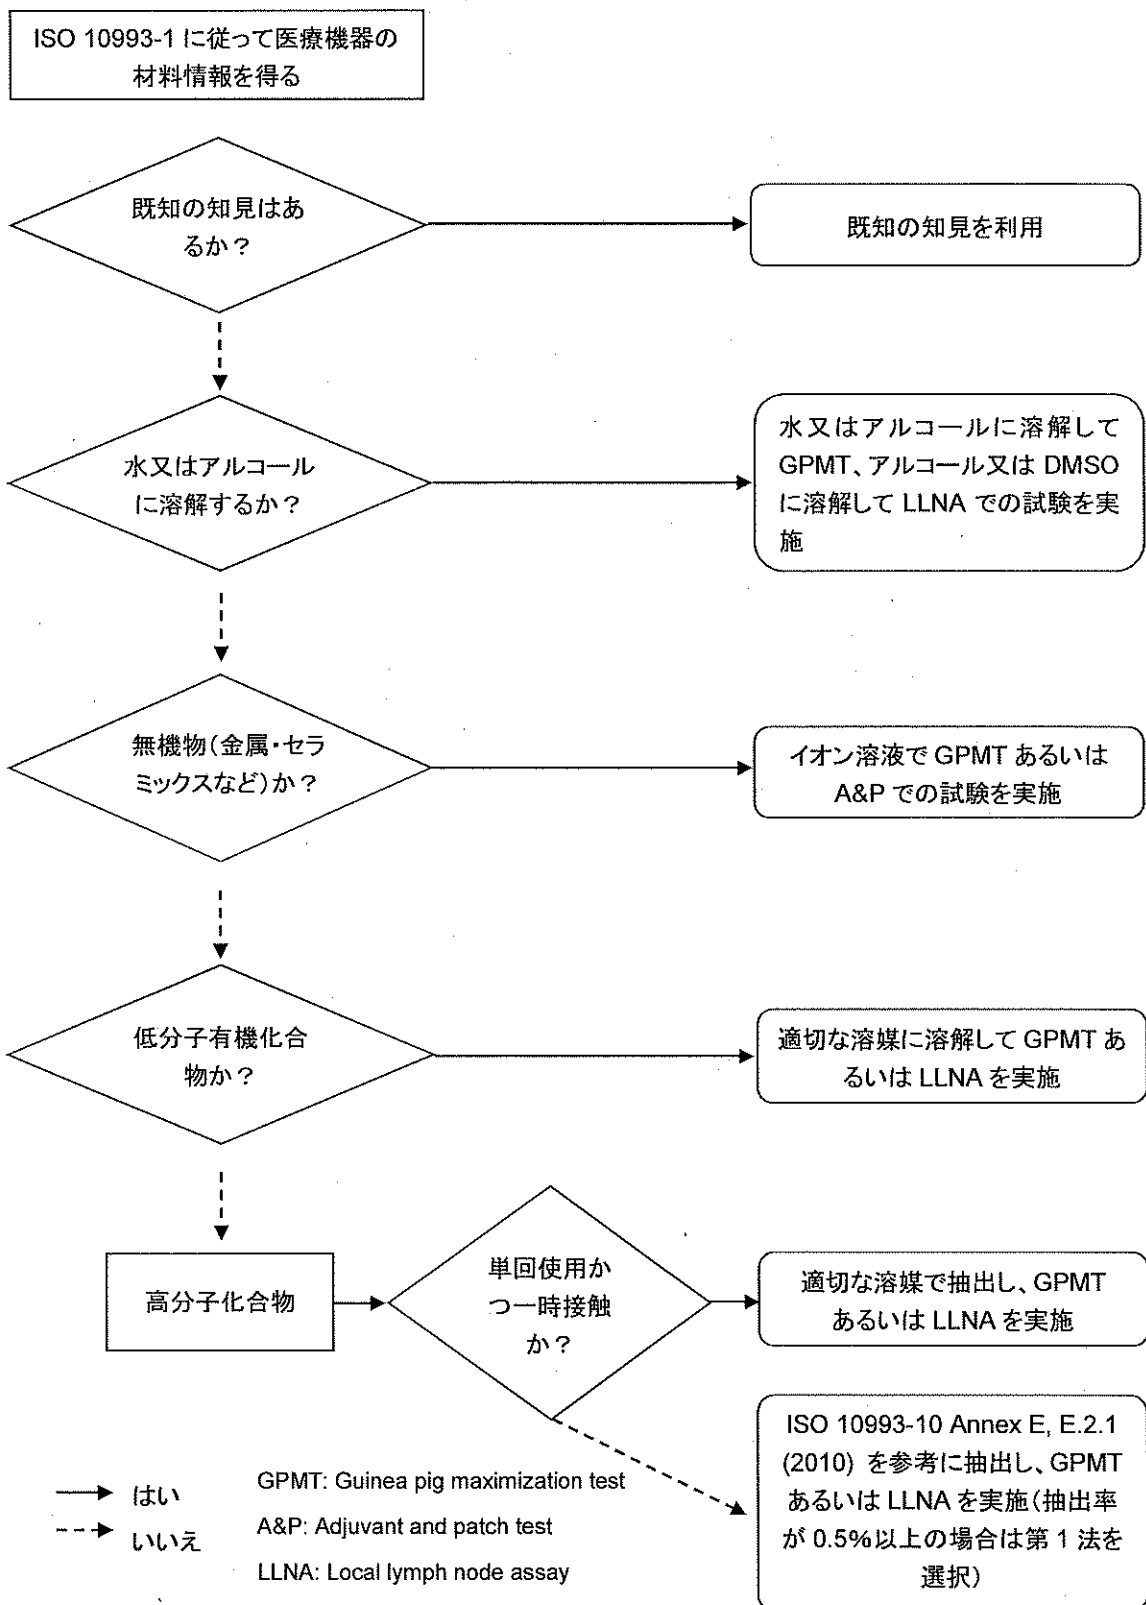 ISO 10993-1 に従って医療機器の
材料情報を得る
既知の知見はあ
るか?
既知の知見を利用
水又はアルコール
に溶解するか?
水又はアルコールに溶解して
GPMT、アルコール又は DMSO
に溶解して LLNA での試験を実
施
無機物(金属・セラ
ミックスなど)か?
イオン溶液で GPMT あるいは
A&P での試験を実施
低分子有機化合
物か?
適切な溶媒に溶解して GPMT あ
るいは LLNA を実施
高分子化合物
単回使用か
つ一時接触
か?
適切な溶媒で抽出し、GPMT
あるいは LLNA を実施
ISO 10993-10 Annex E, E.2.1
(2010) を参考に抽出し、GPMT
あるいは LLNA を実施(抽出率
が 0.5%以上の場合は第 1 法を
選択)
はい
いいえ
GPMT: Guinea pig maximization test
A&P: Adjuvant and patch test
LLNA: Local lymph node assay